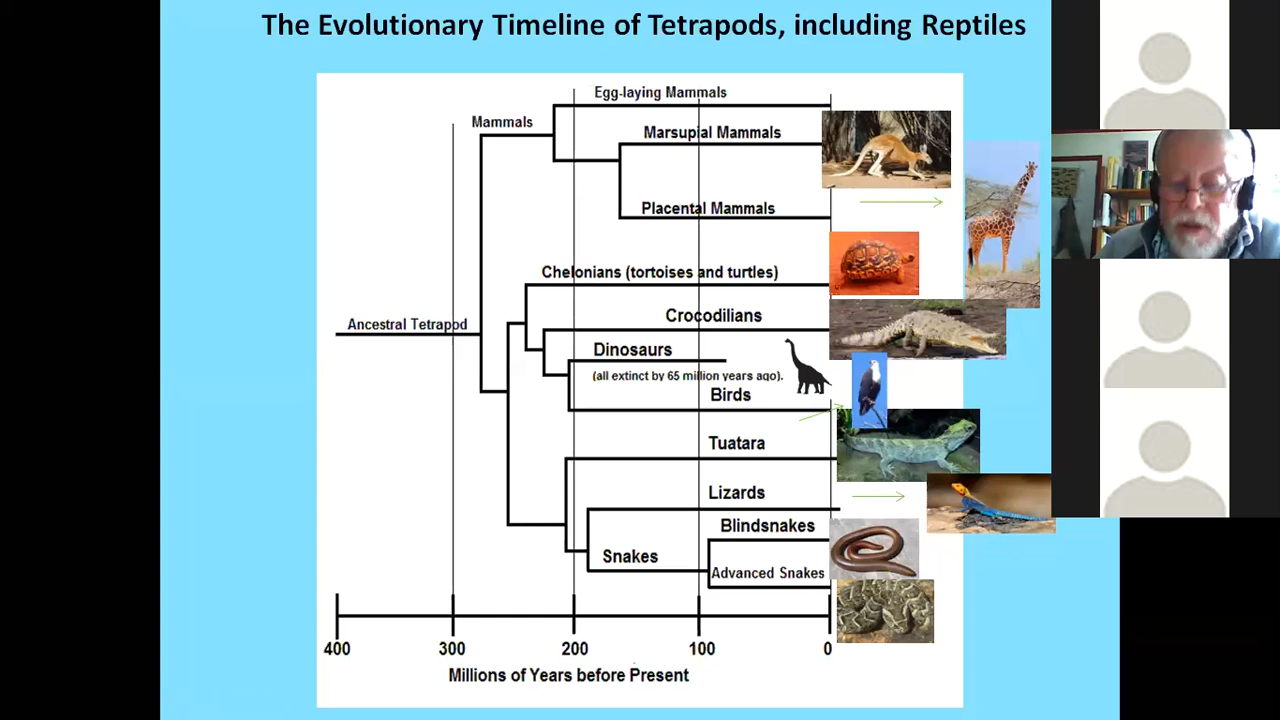 The Evolutionary Timeline of Tetrapods, including Reptiles
Egg-laying Mammals
Mammals
Marsupial Mammals
Placental Mammals
Chelonians (tortoises and turtles)
Crocodilians
Ancestral Tetrapod
Dinosaurs
(all extinct by 65 million years ago).
Birds
Tuatara
Lizards
Blindsnakes
Snakes
Advanced Snakes
400 300 200 100 0
Millions of Years before Present